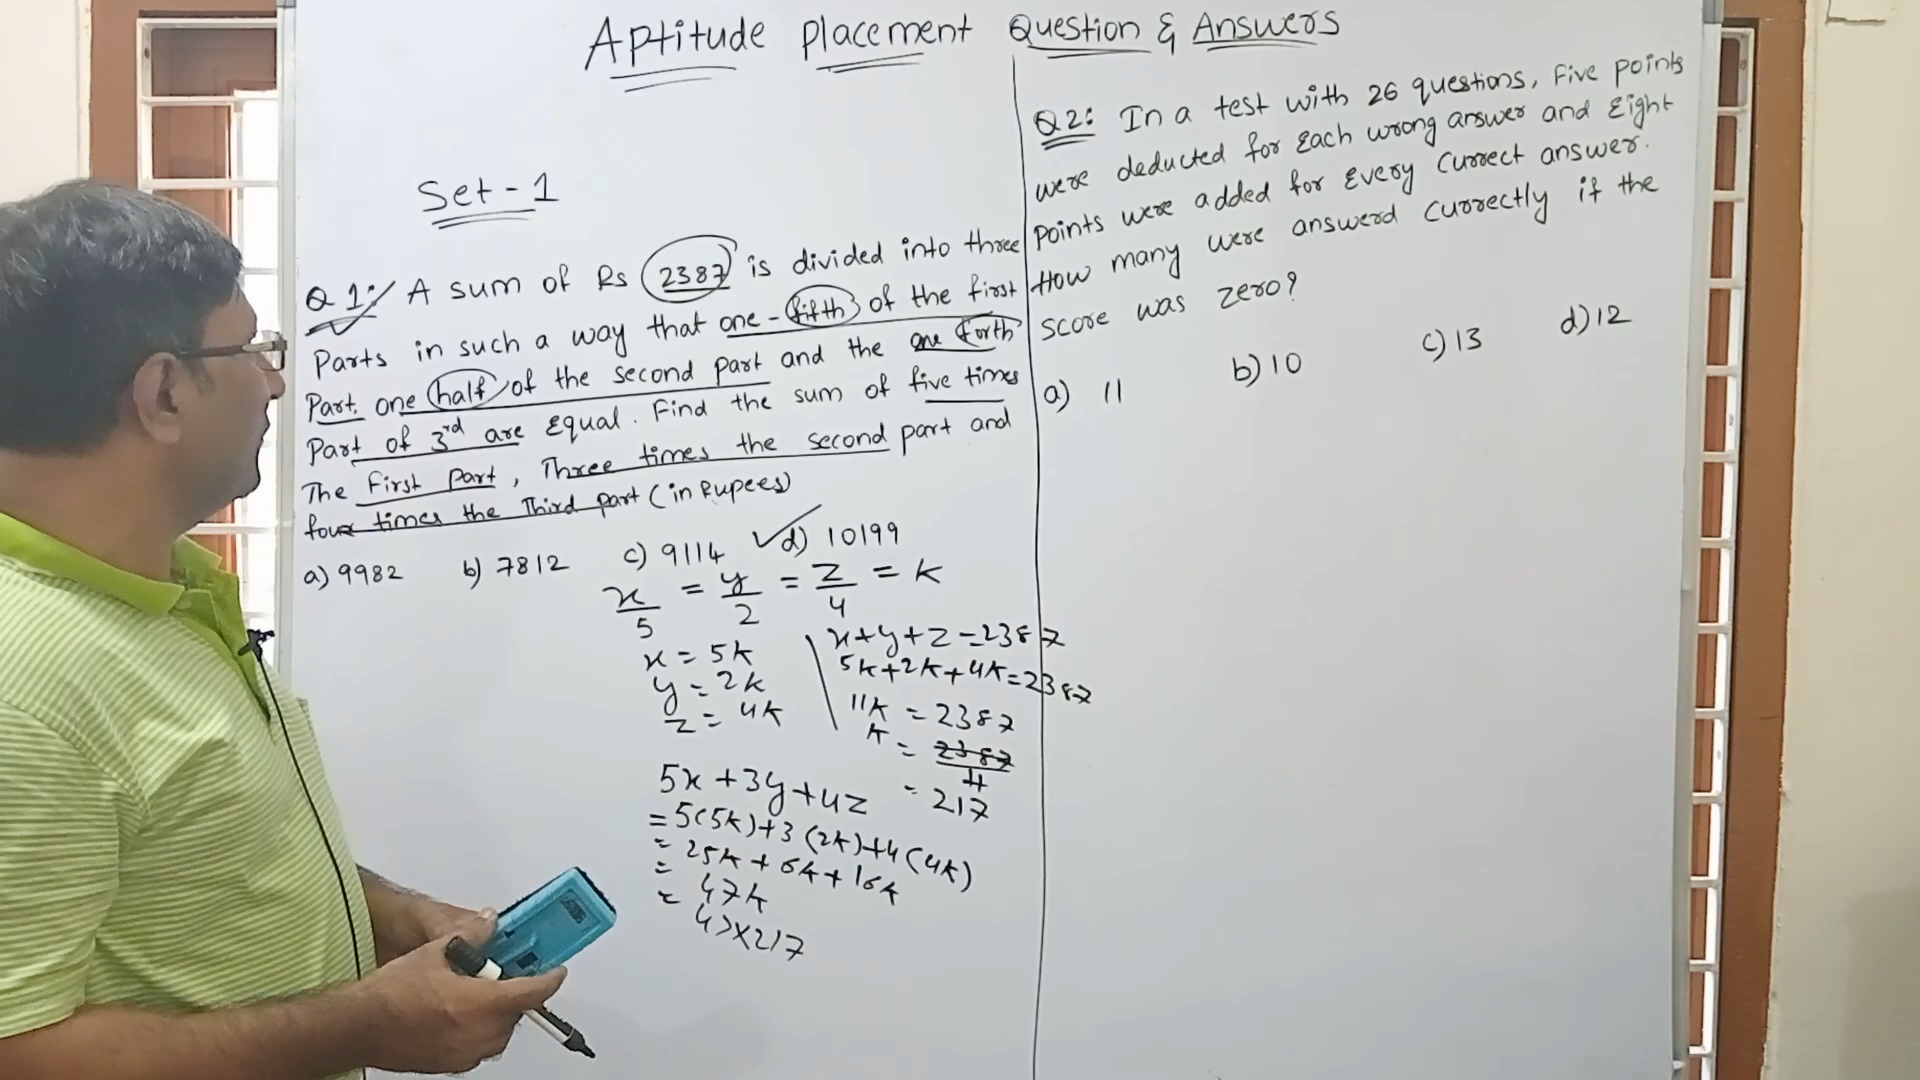 Aptitude Placement Question & Answers
Set-1
Q 1: A sum of Rs 2387 is divided into three
Parts in such a way that one-fifth of the first
Part, one half of the second part and the one forth
Part of 3rd are equal. Find the sum of five times
The First part, Three times the second part and
four times the Third part (in Rupees)
a) 9982 b) 7812 c) 9114 d) 10199
x/5 = y/2 = z/4 = k
x = 5k
y = 2k
z = 4k
x+y+z=2387
5k+2k+4k=2387
11k = 2387
k = 2387/11
= 217
5x+3y+4z
=5(5k)+3(2k)+4(4k)
= 25k+6k+16k
= 47k
= 47x217
Q 2: In a test with 26 questions, Five points
were deducted for Each wrong answer and Eight
points were added for Every currect answer.
How many were answerd currectly if the
score was zero?
a) 11 b) 10 c) 13 d) 12